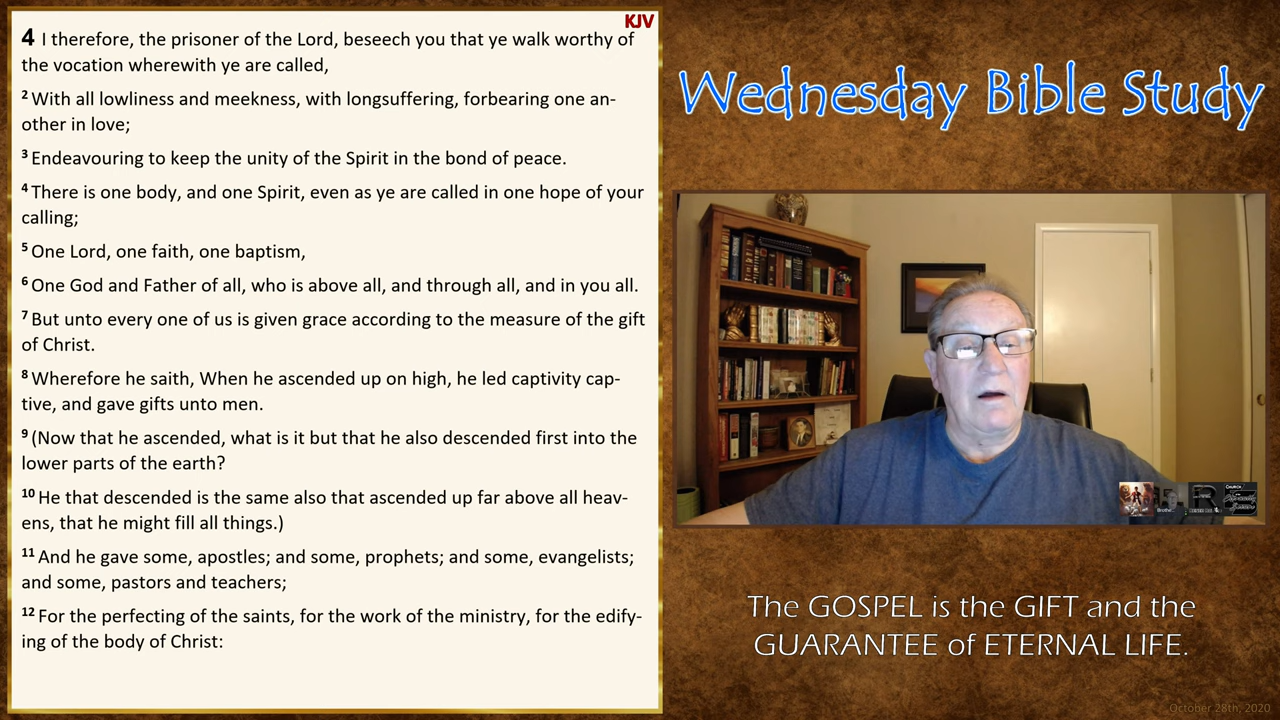 KJV
4 I therefore, the prisoner of the Lord, beseech you that ye walk worthy of
the vocation wherewith ye are called,
2 With all lowliness and meekness, with longsuffering, forbearing one an-
other in love;
3 Endeavouring to keep the unity of the Spirit in the bond of peace.
4 There is one body, and one Spirit, even as ye are called in one hope of your
calling;
5 One Lord, one faith, one baptism,
6 One God and Father of all, who is above all, and through all, and in you all.
7 But unto every one of us is given grace according to the measure of the gift
of Christ.
8 Wherefore he saith, When he ascended up on high, he led captivity cap-
tive, and gave gifts unto men.
9 (Now that he ascended, what is it but that he also descended first into the
lower parts of the earth?
10 He that descended is the same also that ascended up far above all heav-
ens, that he might fill all things.)
11 And he gave some, apostles; and some, prophets; and some, evangelists;
and some, pastors and teachers;
12 For the perfecting of the saints, for the work of the ministry, for the edify-
ing of the body of Christ:
Wednesday Bible Study
The GOSPEL is the GIFT and the
GUARANTEE of ETERNAL LIFE.
October 28th, 2020